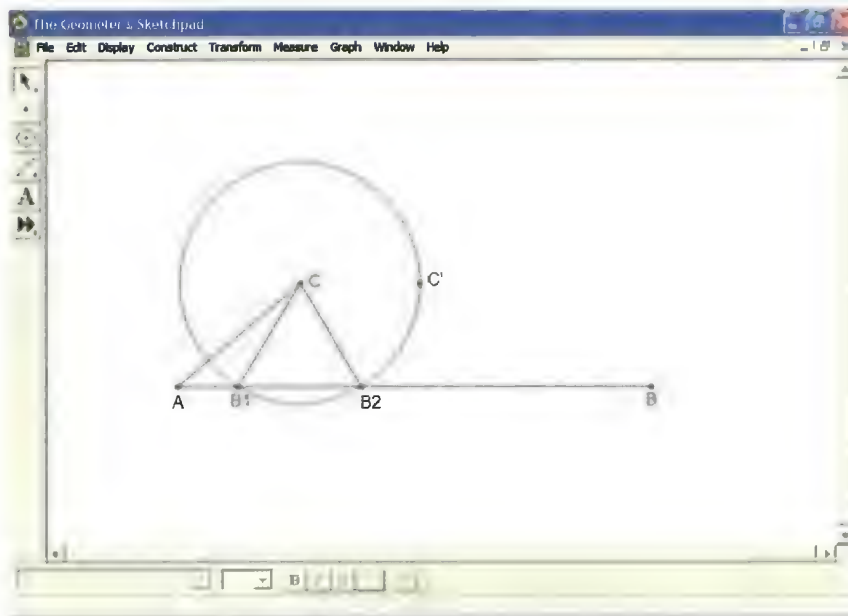 The Geometer's Sketchpad
File Edit Display Construct Transform Measure Graph Window Help
A
C C'
A B1 B2 B
B